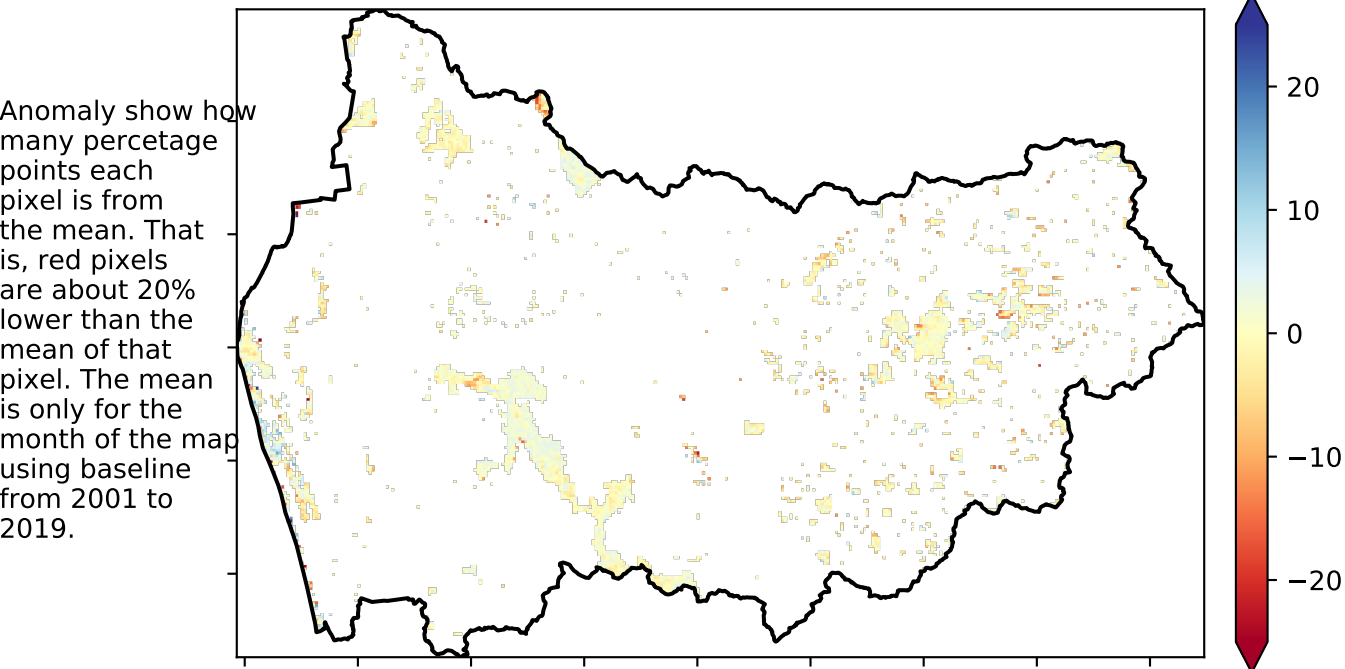 Anomaly show how
many percetage
points each
pixel is from
the mean. That
is, red pixels
are about 20%
lower than the
mean of that
pixel. The mean
is only for the
month of the map
using baseline
from 2001 to
2019.
20
10
0
−10
−20